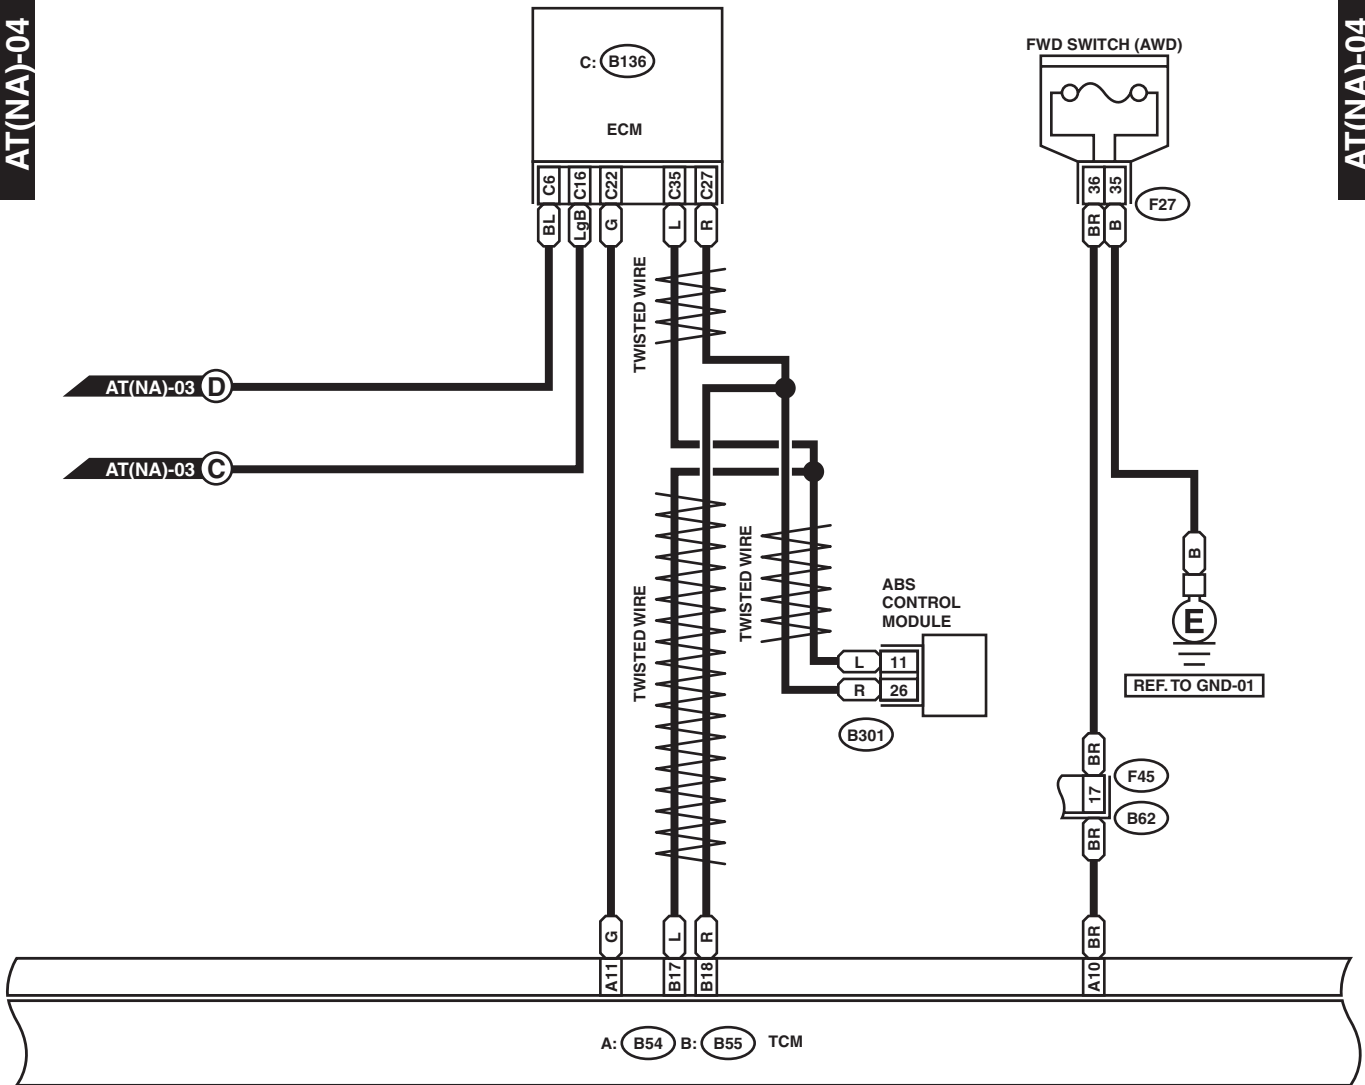 AT(NA)-04
AT(NA)-04
C: B136
ECM
FWD SWITCH (AWD)
C6 C16 C22 C35 C27
BL LgB G L R
36 35
BR B
F27
TWISTED WIRE
AT(NA)-03 D
AT(NA)-03 C
TWISTED WIRE
TWISTED WIRE
ABS
CONTROL
MODULE
L 11
R 26
B301
B
E
REF. TO GND-01
BR
F45
17
B62
BR
G L R BR
A11 B17 B18 A10
A: B54 B: B55 TCM